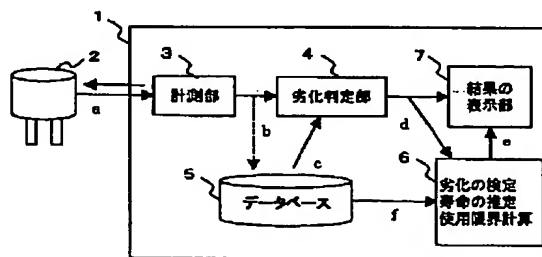 1
2
3
4
7
計測部
劣化判定部
結果の
表示部
a
b
c
d
e
5
データベース
f
6
劣化の検定
寿命の推定
使用限界計算